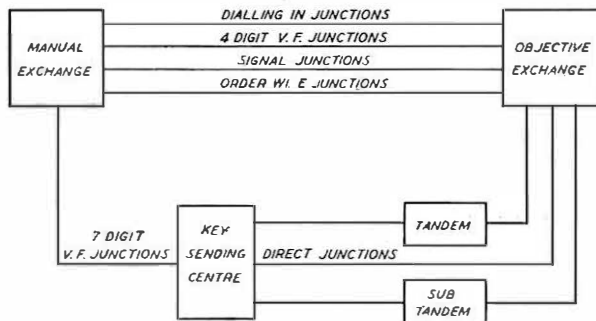 DIALLING IN JUNCTIONS
4 DIGIT V.F. JUNCTIONS
SIGNAL JUNCTIONS
ORDER WI E JUNCTIONS
MANUAL
EXCHANGE
OBJECTIVE
EXCHANGE
7 DIGIT
V.F. JUNCTIONS
KEY
SENDING
CENTRE
DIRECT JUNCTIONS
TANDEM
SUB
TANDEM